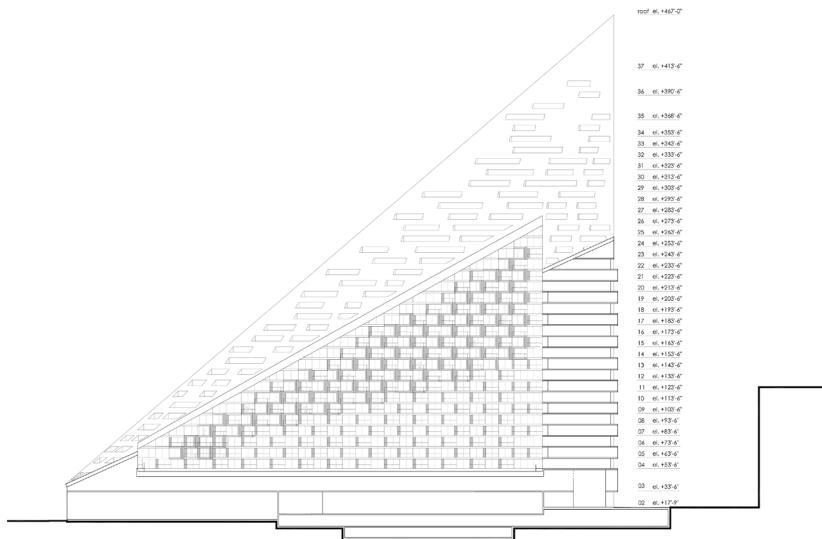 roof el. +467'-0"
37 el. +413'-6"
36 el. +390'-6"
35 el. +368'-6"
34 el. +353'-6"
33 el. +343'-6"
32 el. +333'-6"
31 el. +323'-6"
30 el. +313'-6"
29 el. +303'-6"
28 el. +293'-6"
27 el. +283'-6"
26 el. +273'-6"
25 el. +263'-6"
24 el. +253'-6"
23 el. +243'-6"
22 el. +233'-6"
21 el. +223'-6"
20 el. +213'-6"
19 el. +203'-6"
18 el. +193'-6"
17 el. +183'-6"
16 el. +173'-6"
15 el. +163'-6"
14 el. +153'-6"
13 el. +143'-6"
12 el. +133'-6"
11 el. +123'-6"
10 el. +113'-6"
09 el. +103'-6"
08 el. +93'-6"
07 el. +83'-6"
06 el. +73'-6"
05 el. +63'-6"
04 el. +53'-6"
03 el. +33'-6"
02 el. +17'-9"